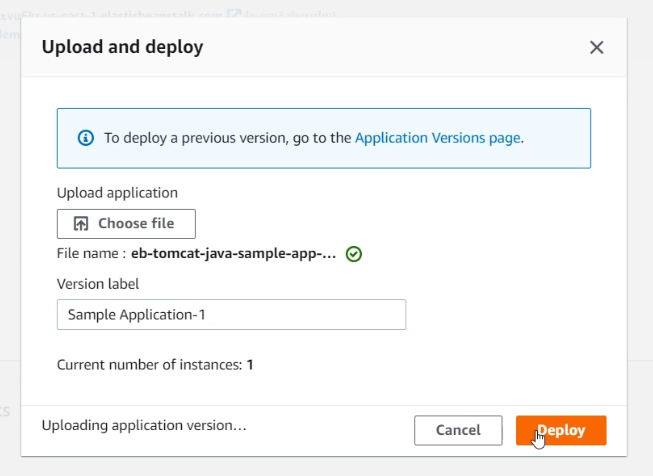 Upload and deploy
To deploy a previous version, go to the Application Versions page.
Upload application
Choose file
File name : eb-tomcat-java-sample-app-...
Version label
Sample Application-1
Current number of instances: 1
Uploading application version...
Cancel
Deploy